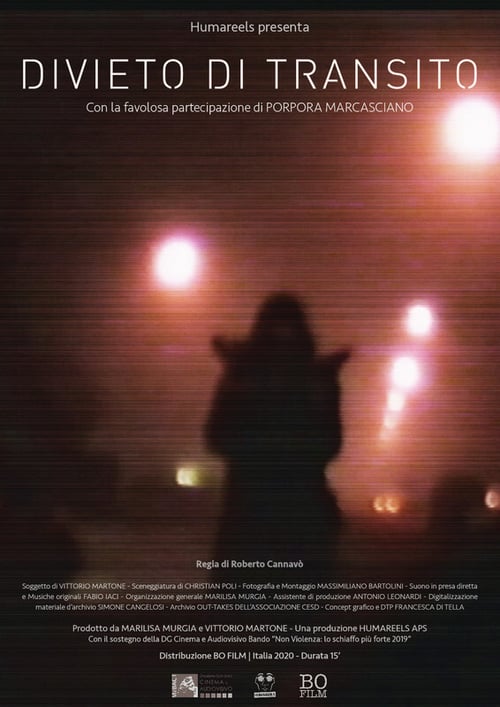 Humareels presenta
DIVIETO DI TRANSITO
Con la favolosa partecipazione di PORPORA MARCASCIANO
Regia di Roberto Cannavò
Soggetto di VITTORIO MARTONE - Sceneggiatura di CHRISTIAN POLI - Fotografia e Montaggio MASSIMILIANO BARTOLINI - Suono in presa diretta
e Musiche originali FABIO IACI - Organizzazione generale MARILISA MURGIA - Assistente di produzione ANTONIO LEONARDI - Digitalizzazione
materiale d'archivio SIMONE CANGELOSI - Archivio OUT-TAKES DELL'ASSOCIAZIONE CESD - Concept grafico e DTP FRANCESCA DI TELLA
Prodotto da MARILISA MURGIA e VITTORIO MARTONE - Una produzione HUMAREELS APS
Con il sostegno della DG Cinema e Audiovisivo Bando "Non Violenza: lo schiaffo più forte 2019"
Distribuzione BO FILM | Italia 2020 - Durata 15'
CINEMA e
AUDIOVISIVO
BO
FILM